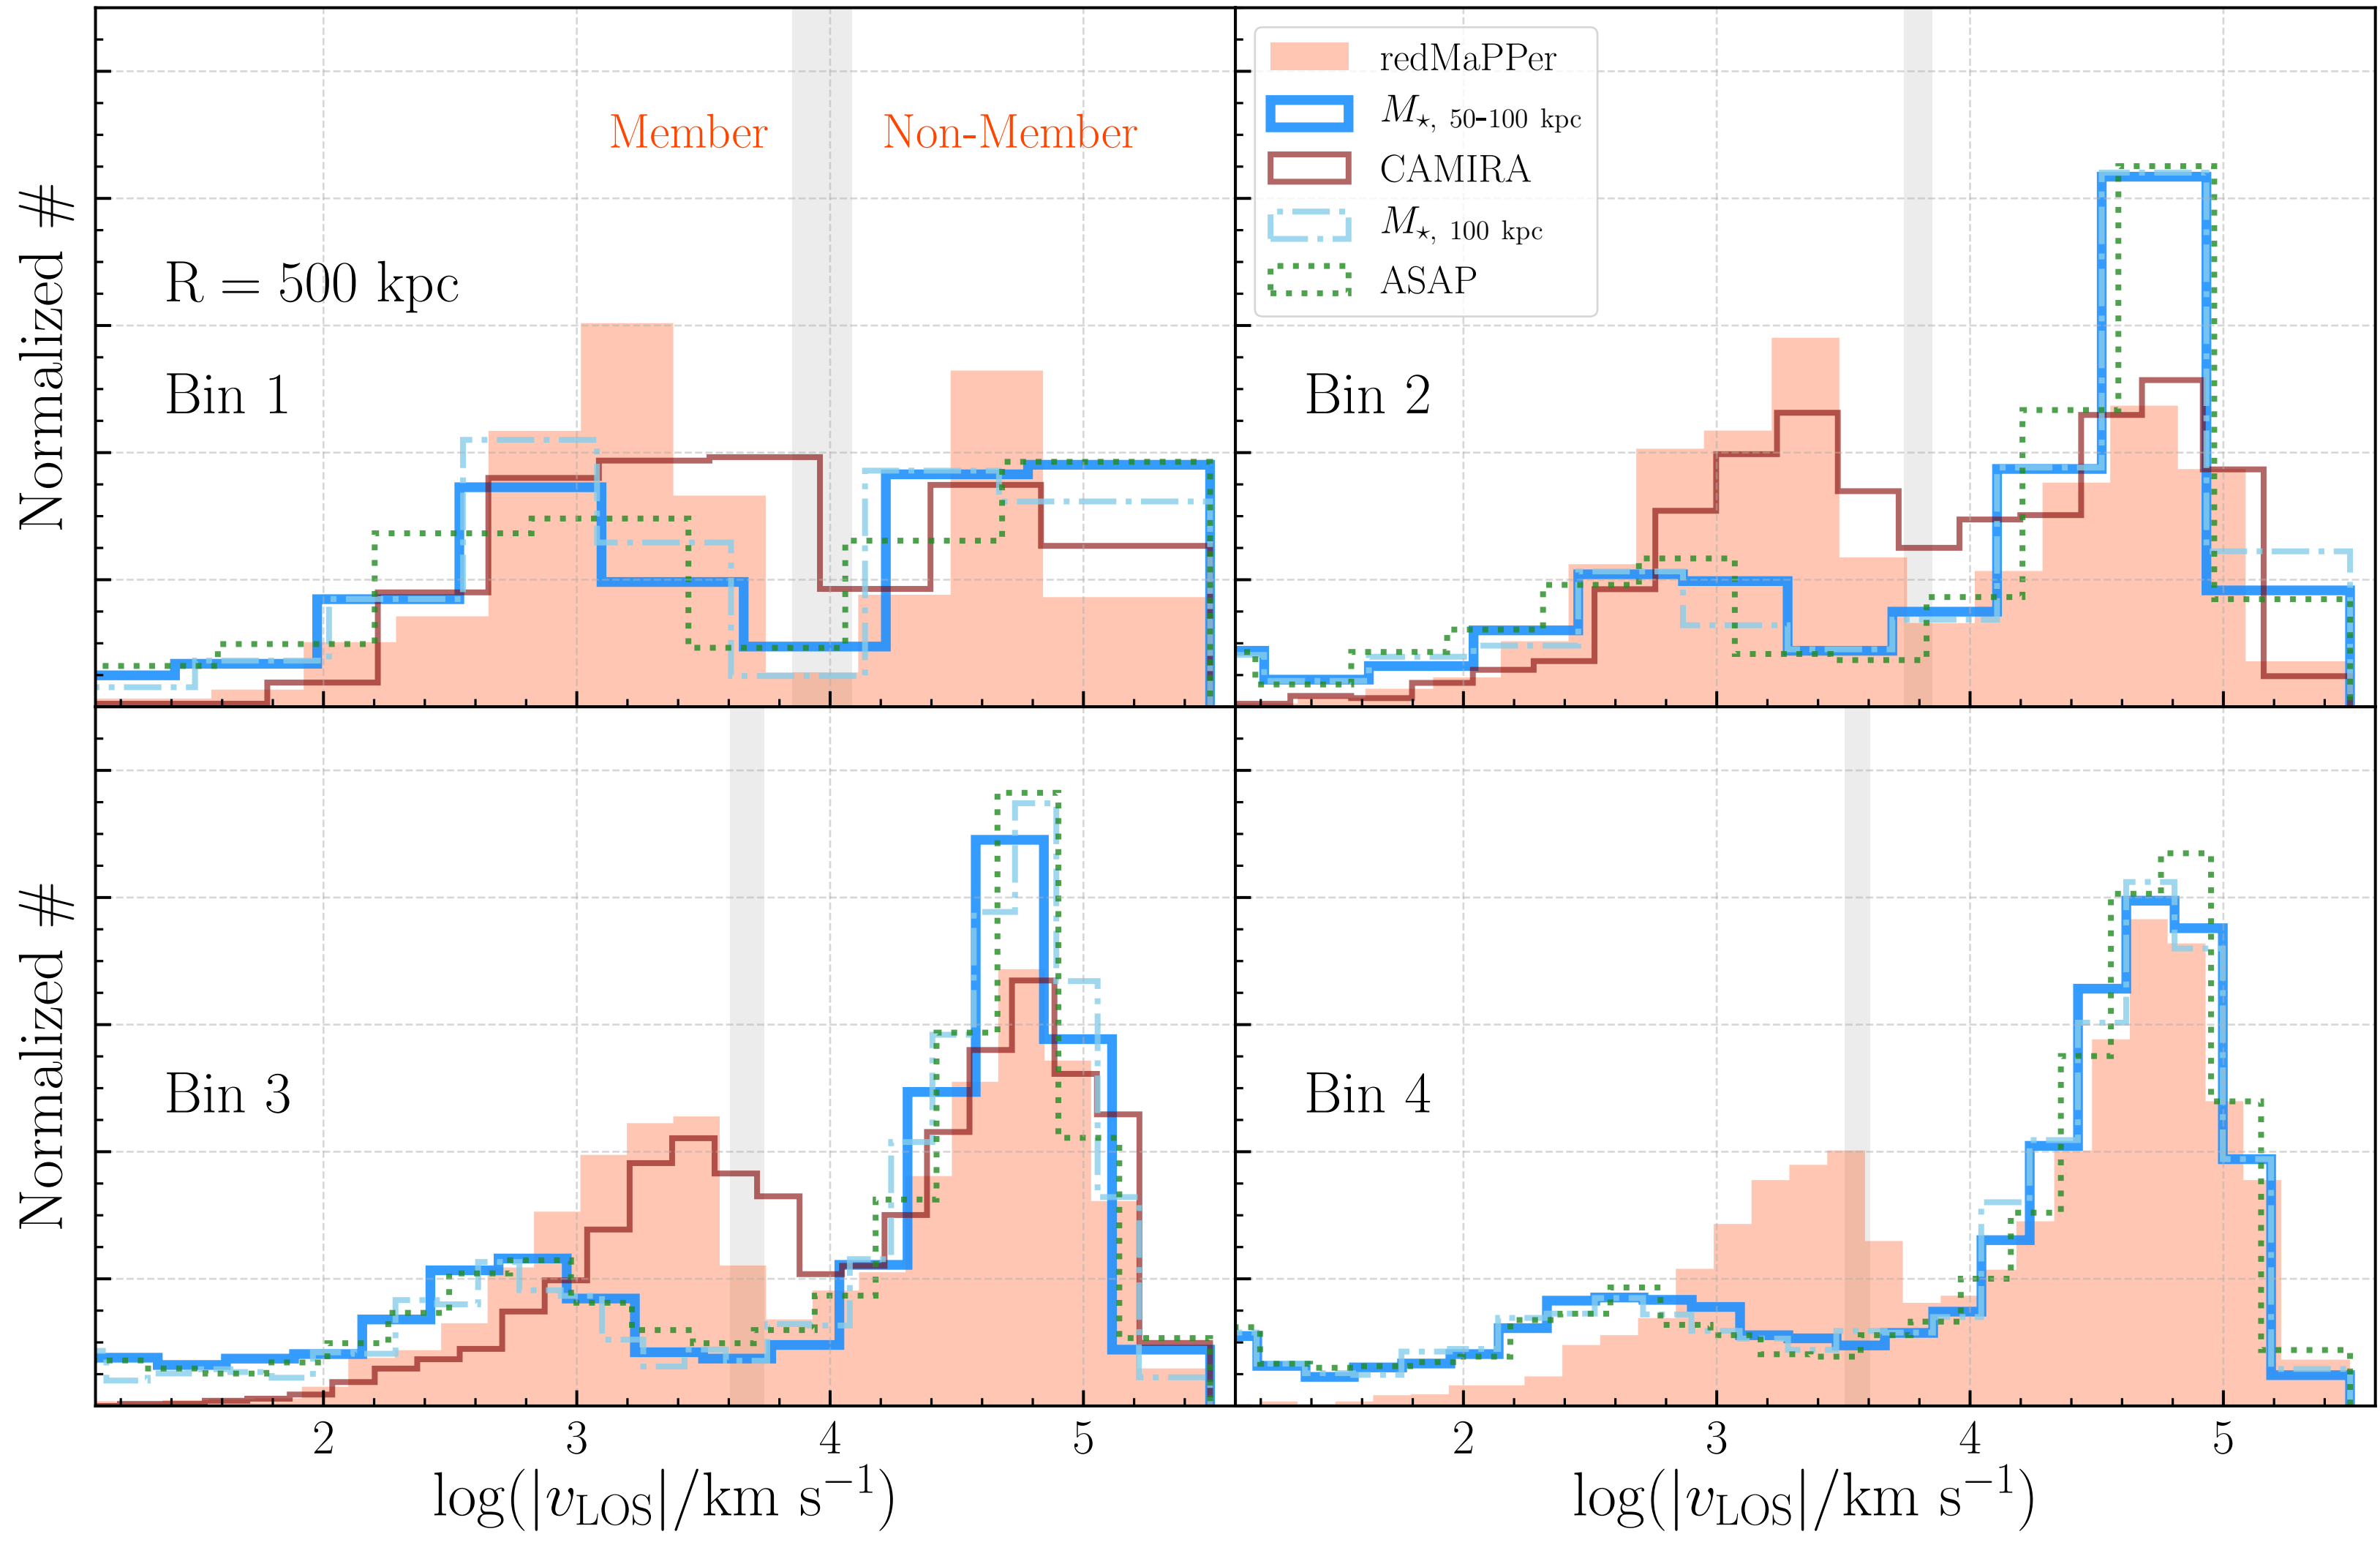 Member Non-Member
R = 500 kpc
Bin 1
Normalized #
redMaPPer
M⋆, 50-100 kpc
CAMIRA
M⋆, 100 kpc
ASAP
Bin 2
Bin 3
Normalized #
2 3 4 5
log(|vLOS|/km s−1)
Bin 4
2 3 4 5
log(|vLOS|/km s−1)